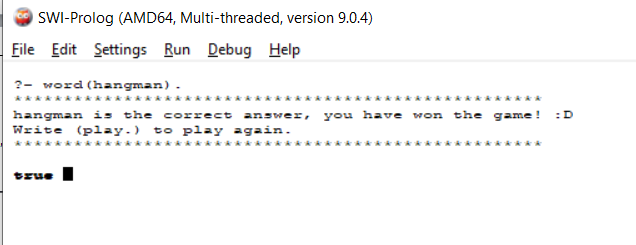 SWI-Prolog (AMD64, Multi-threaded, version 9.0.4)
File Edit Settings Run Debug Help
?- word(hangman).
*****************************************************
hangman is the correct answer, you have won the game! :D
Write (play.) to play again.
*****************************************************
true